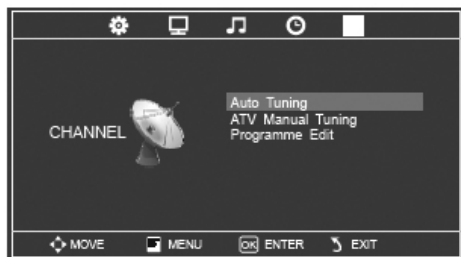 Auto Tuning
ATV Manual Tuning
CHANNEL
Programme Edit
MOVE MENU OK ENTER EXIT